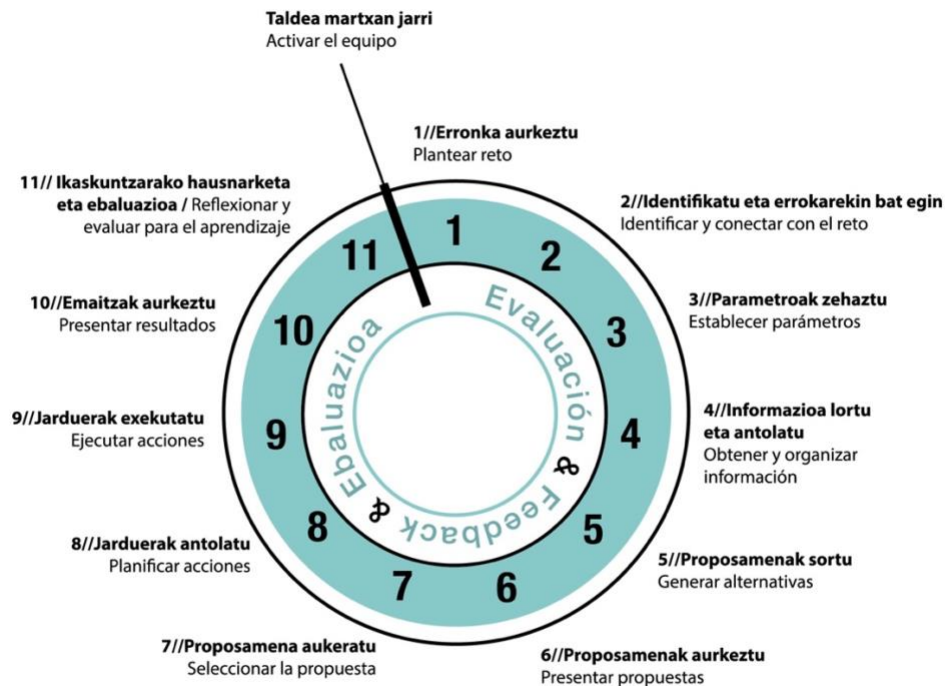 Taldea martxan jarri
Activar el equipo
1//Erronka aurkeztu
Plantear reto
2//Identifikatu eta errokarekin bat egin
Identificar y conectar con el reto
3//Parametroak zehaztu
Establecer parámetros
4//Informazioa lortu
eta antolatu
Obtener y organizar
información
5//Proposamenak sortu
Generar alternativas
6//Proposamenak aurkeztu
Presentar propuestas
7//Proposamena aukeratu
Seleccionar la propuesta
8//Jarduerak antolatu
Planificar acciones
9//Jarduerak exekutatu
Ejecutar acciones
10//Emaitzak aurkeztu
Presentar resultados
11// Ikaskuntzarako hausnarketa
eta ebaluazioa / Reflexionar y
evaluar para el aprendizaje
1
2
3
4
5
6
7
8
9
10
11
Evaluación & Feedback & Ebaluazioa